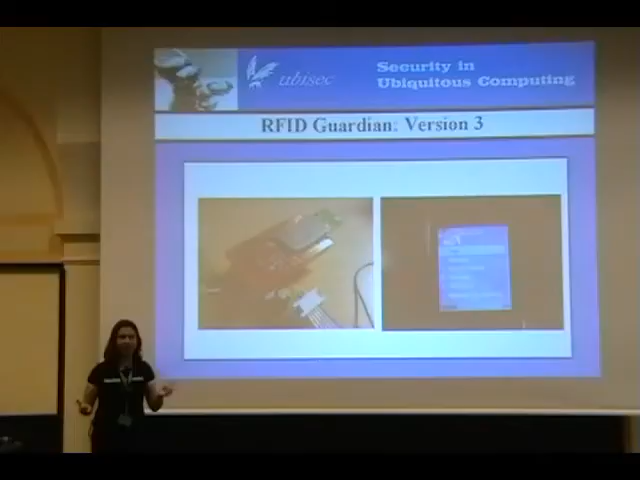 ubisec
Security in
Ubiquitous Computing
RFID Guardian: Version 3